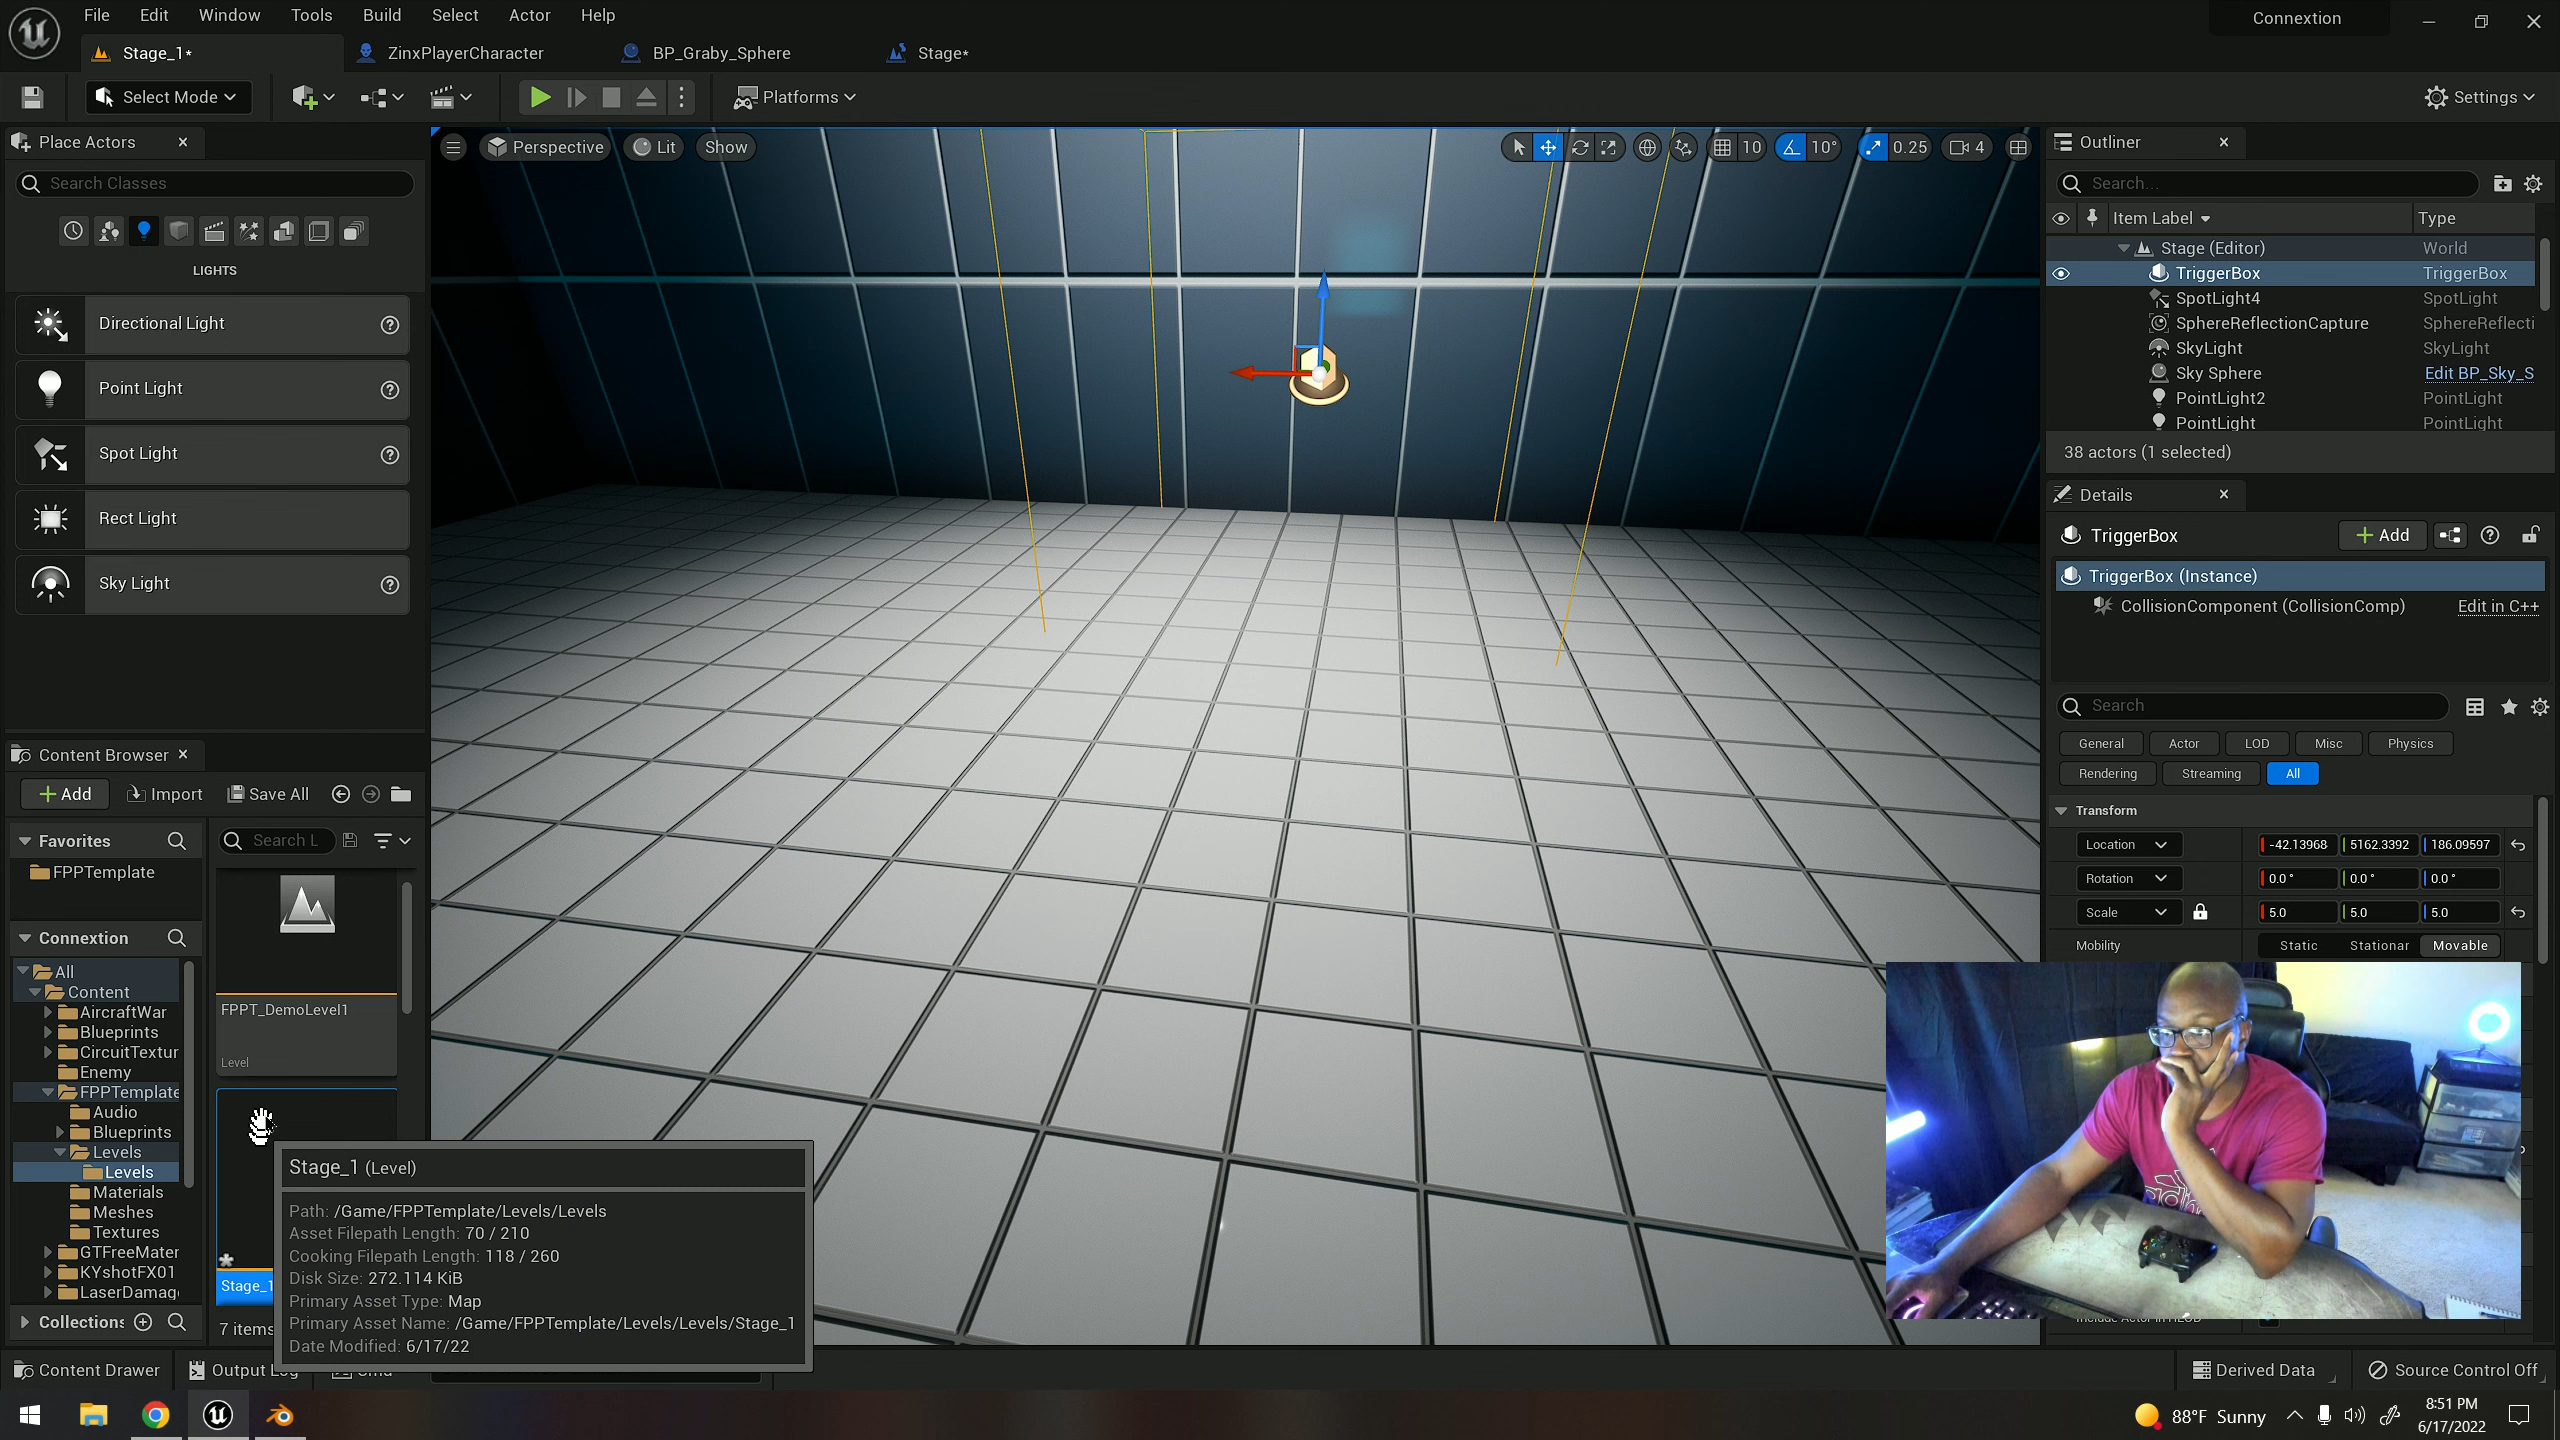 File Edit Window Tools Build Select Actor Help
Connexion
Stage_1* ZinxPlayerCharacter BP_Graby_Sphere Stage*
Select Mode Platforms Settings
Place Actors
Search Classes
LIGHTS
Directional Light
Point Light
Spot Light
Rect Light
Sky Light
Perspective Lit Show
10 10° 0.25 4
Outliner
Search...
Item Label Type
Stage (Editor) World
TriggerBox TriggerBox
SpotLight4 SpotLight
SphereReflectionCapture SphereReflecti
SkyLight SkyLight
Sky Sphere Edit BP_Sky_S
PointLight2 PointLight
PointLight PointLight
38 actors (1 selected)
Details
TriggerBox Add
TriggerBox (Instance)
CollisionComponent (CollisionComp) Edit in C++
Search
General Actor LOD Misc Physics
Rendering Streaming All
Transform
Location -42.13968 5162.3392 186.09597
Rotation 0.0° 0.0° 0.0°
Scale 5.0 5.0 5.0
Mobility Static Stationar Movable
Content Browser
Add Import Save All
Favorites
Search L
FPPTemplate
Connexion
All
Content
AircraftWar
Blueprints
CircuitTextur
Enemy
FPPTemplate
Audio
Blueprints
Levels
Levels
Materials
Meshes
Textures
GTFreeMater
KYshotFX01
LaserDamag
Collections
FPPT_DemoLevel1
Level
Stage_1
7 items
Stage_1 (Level)
Path: /Game/FPPTemplate/Levels/Levels
Asset Filepath Length: 70 / 210
Cooking Filepath Length: 118 / 260
Disk Size: 272.114 KiB
Primary Asset Type: Map
Primary Asset Name: /Game/FPPTemplate/Levels/Levels/Stage_1
Date Modified: 6/17/22
Content Drawer Output Log Cmd
Derived Data Source Control Off
88°F Sunny
8:51 PM
6/17/2022